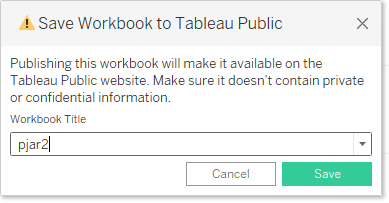 Save Workbook to Tableau Public
Publishing this workbook will make it available on the
Tableau Public website. Make sure it doesn't contain private
or confidential information.
Workbook Title
pjar2
Cancel Save